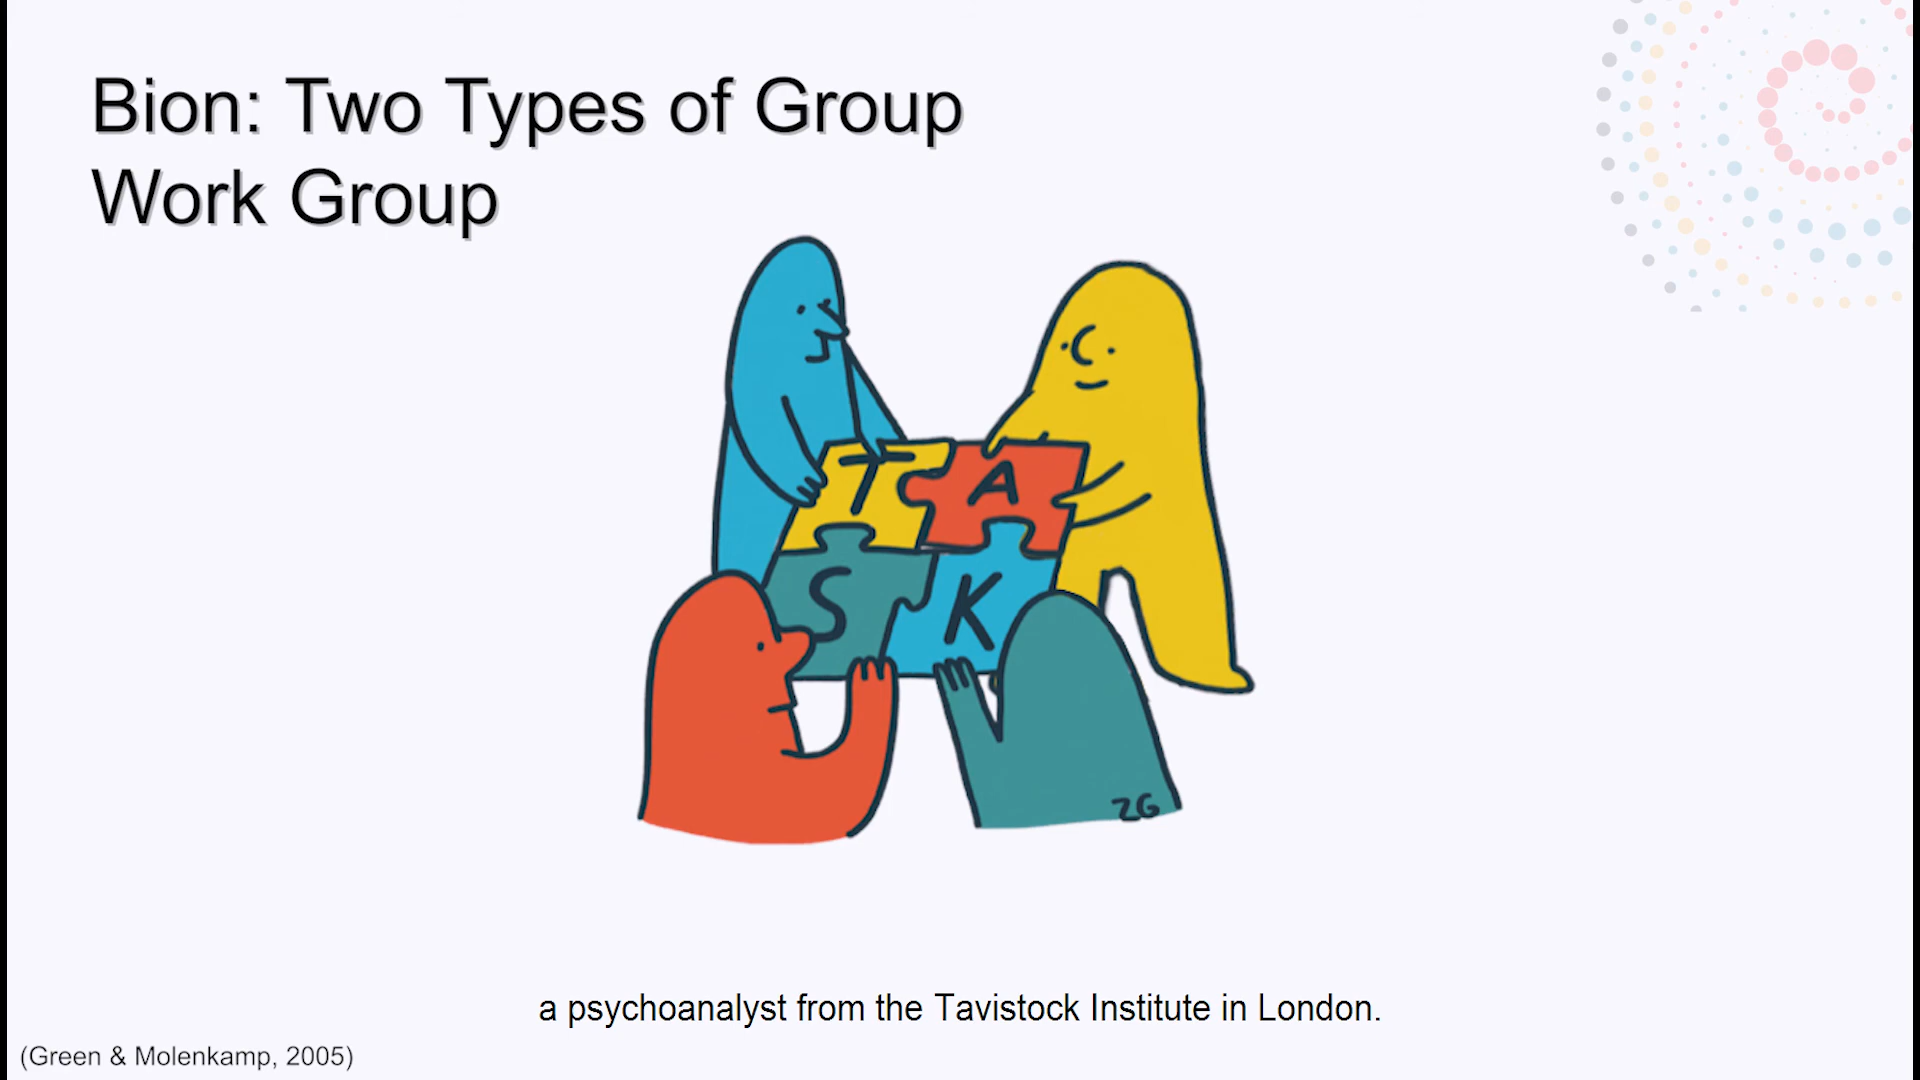 Bion: Two Types of Group
Work Group
T A
S K
ZG
a psychoanalyst from the Tavistock Institute in London.
(Green & Molenkamp, 2005)